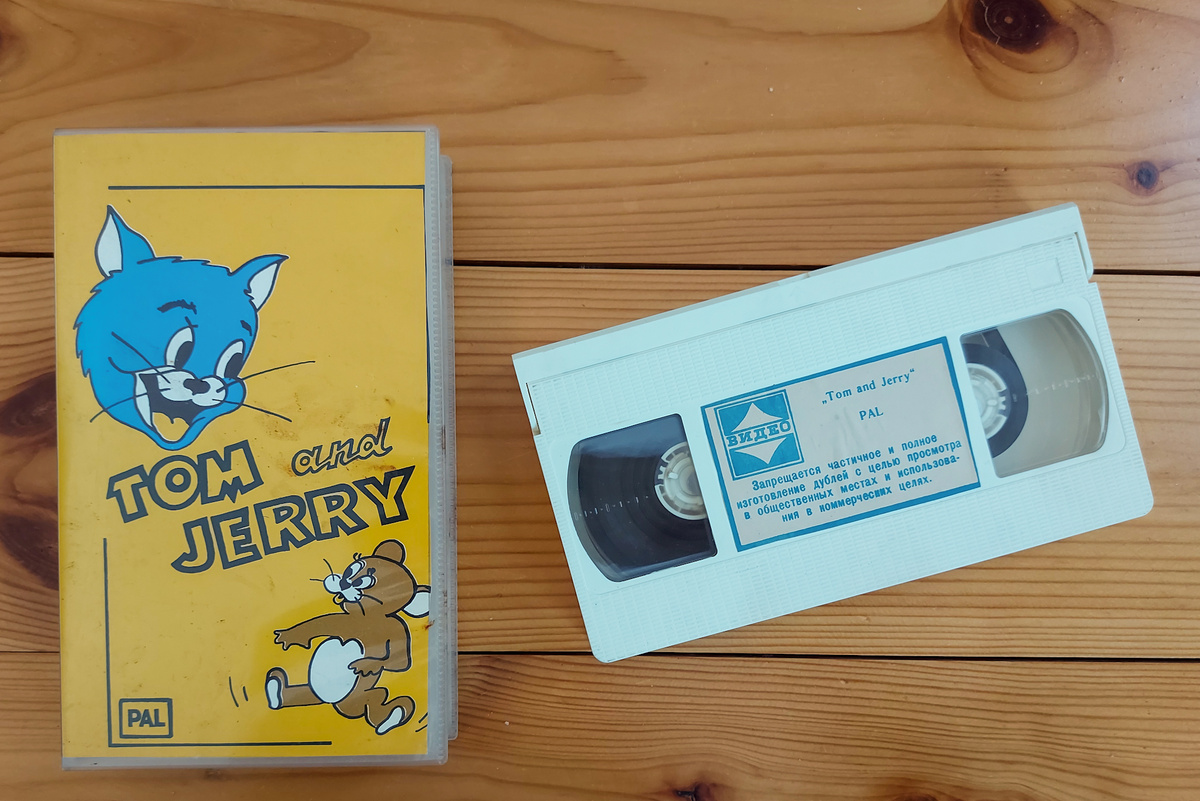 TOM and
JERRY
PAL
ВИДЕО
„Tom and Jerry“
PAL
Запрещается частичное и полное
изготовление дублей с целью просмотра
в общественных местах и использова-
ния в коммерческих целях.